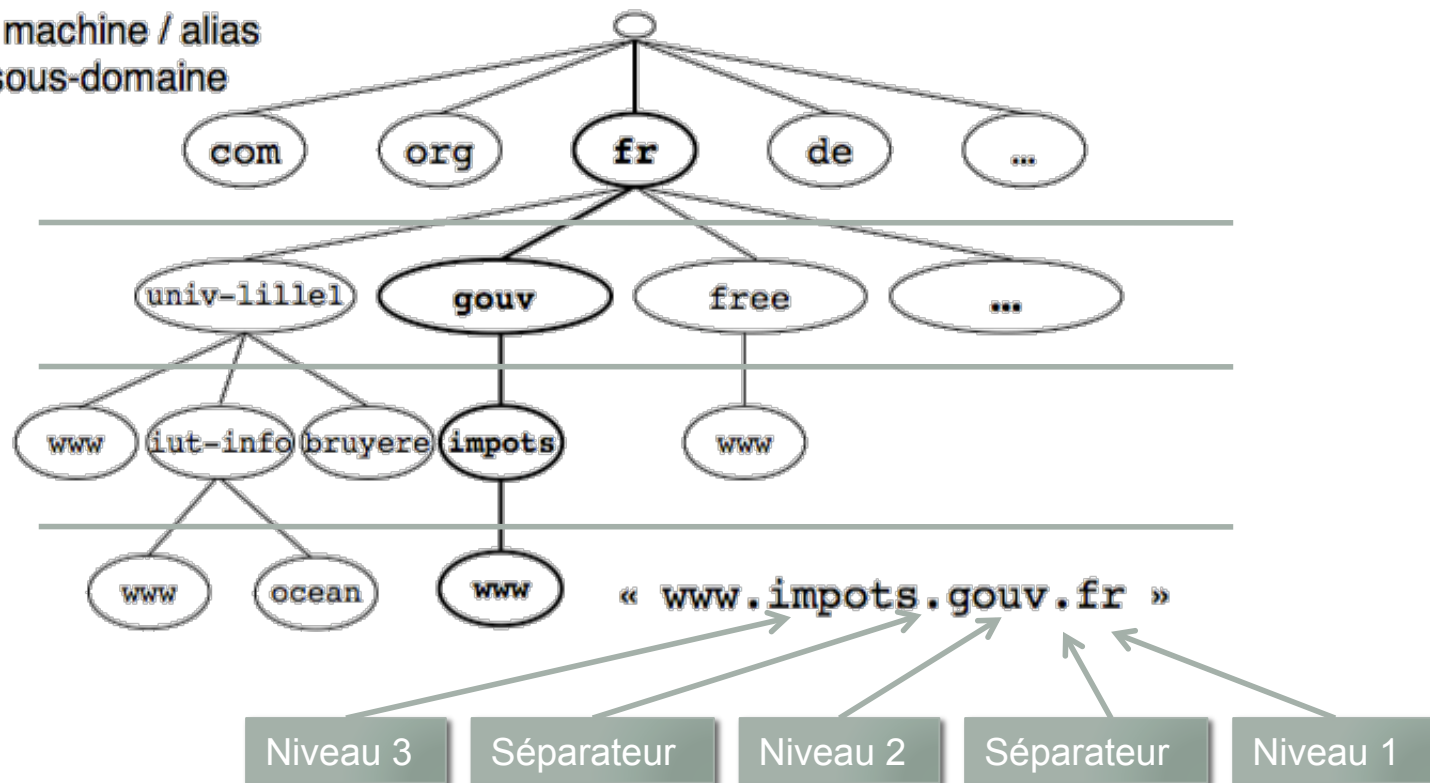 machine / alias
sous-domaine
com org fr de ...
univ-lille1 gouv free ...
www iut-info bruyere impots www
www ocean www « www.impots.gouv.fr »
Niveau 3 Séparateur Niveau 2 Séparateur Niveau 1